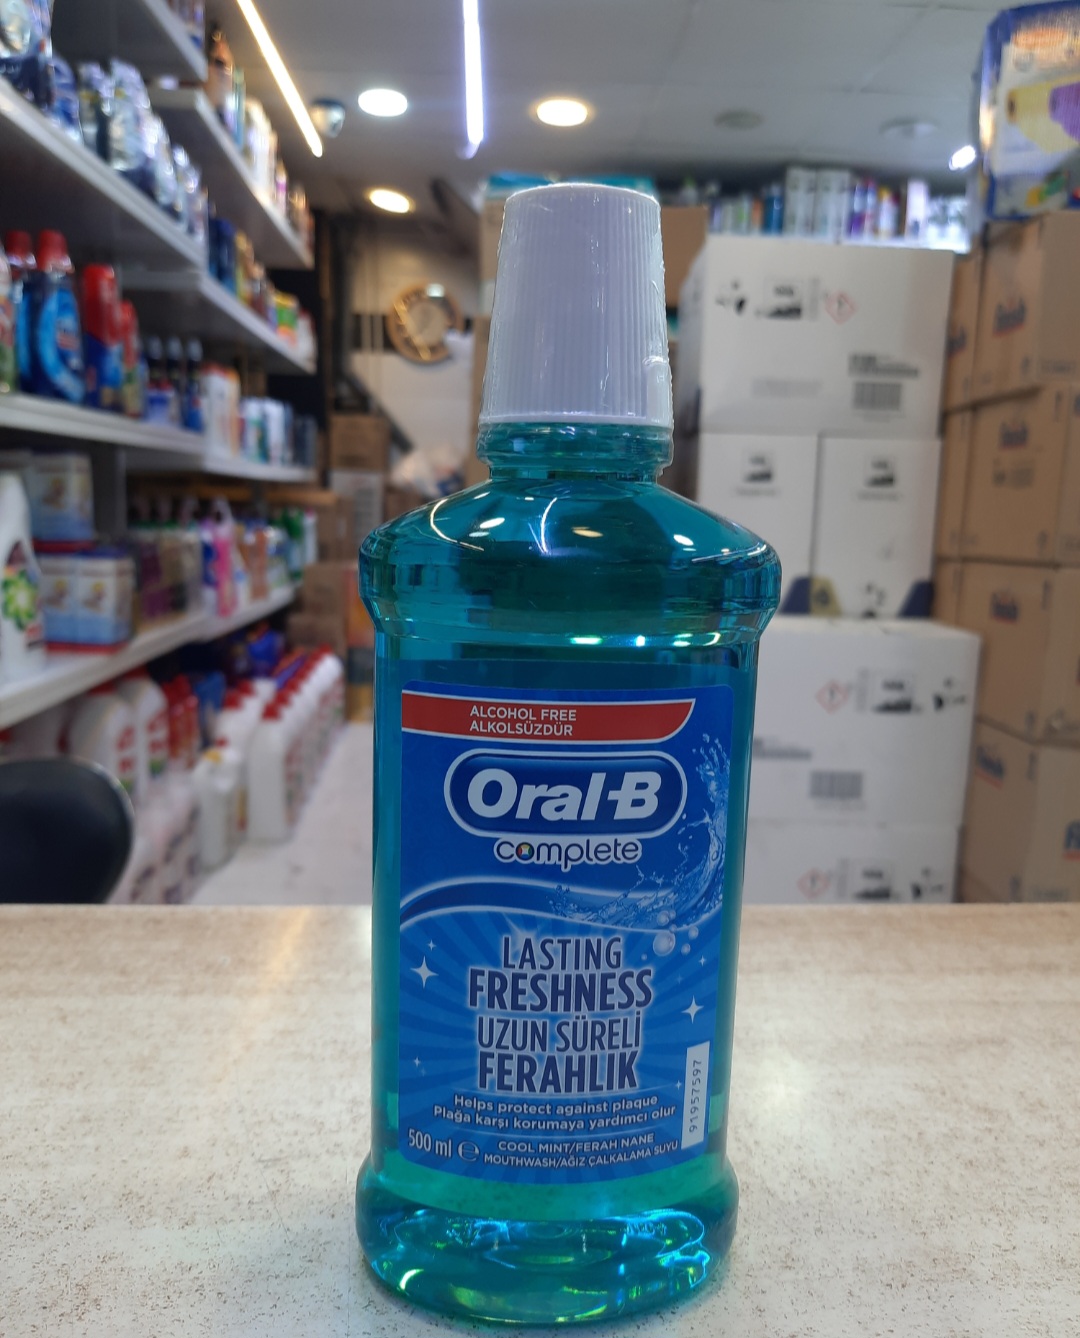 ALCOHOL FREE
ALKOLSÜZDÜR
Oral-B
complete
LASTING
FRESHNESS
UZUN SÜRELİ
FERAHLIK
Helps protect against plaque
Plağa karşı korumaya yardımcı olur
500 ml e
COOL MINT/FERAH NANE
MOUTHWASH/AĞIZ ÇALKALAMA SUYU
91957597